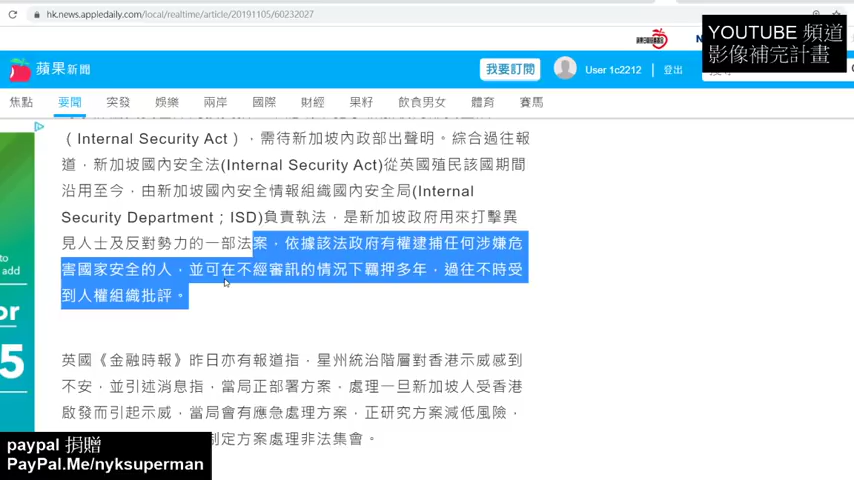 hk.news.appledaily.com/local/realtime/article/20191105/60232027
YOUTUBE 頻道
影像補完計畫
蘋果新聞
我要訂閱
User 1c2212
登出
焦點 要聞 突發 娛樂 兩岸 國際 財經 果籽 飲食男女 體育 賽馬
（Internal Security Act），需待新加坡內政部出聲明。綜合過往報
道，新加坡國內安全法(Internal Security Act)從英國殖民該國期間
沿用至今，由新加坡國內安全情報組織國內安全局(Internal
Security Department；ISD)負責執法，是新加坡政府用來打擊異
見人士及反對勢力的一部法案，依據該法政府有權逮捕任何涉嫌危
害國家安全的人，並可在不經審訊的情況下羈押多年，過往不時受
到人權組織批評。
to
add
or
5
英國《金融時報》昨日亦有報道指，星州統治階層對香港示威感到
不安，並引述消息指，當局正部署方案，處理一旦新加坡人受香港
啟發而引起示威，當局會有應急處理方案，正研究方案減低風險，
制定方案處理非法集會。
paypal 捐贈
PayPal.Me/nyksuperman